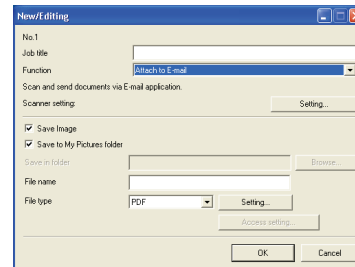 New/Editing
No.1
Job title
Function Attach to E-mail
Scan and send documents via E-mail application.
Scanner setting: Setting...
Save Image
Save to My Pictures folder
Save in folder Browse...
File name
File type PDF Setting...
Access setting...
OK Cancel